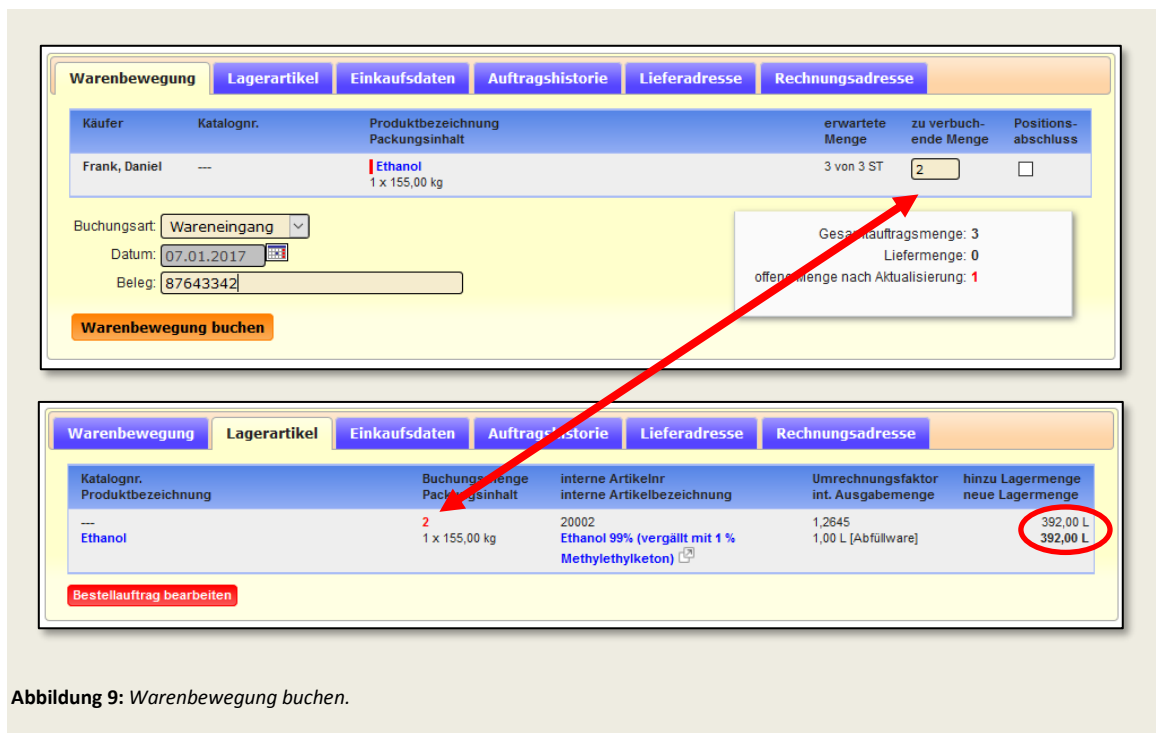 Warenbewegung Lagerartikel Einkaufsdaten Auftragshistorie Lieferadresse Rechnungsadresse
Käufer Katalognr. Produktbezeichnung erwartete zu verbuch- Positions-
Packungsinhalt Menge ende Menge abschluss
Frank, Daniel --- Ethanol 3 von 3 ST 2
1 x 155,00 kg
Buchungsart: Wareneingang
Datum: 07.01.2017
Beleg: 87643342
Gesamtauftragsmenge: 3
Liefermenge: 0
offene Menge nach Aktualisierung: 1
Warenbewegung buchen
Warenbewegung Lagerartikel Einkaufsdaten Auftragshistorie Lieferadresse Rechnungsadresse
Katalognr. Buchungsmenge interne Artikelnr Umrechnungsfaktor hinzu Lagermenge
Produktbezeichnung Packungsinhalt interne Artikelbezeichnung int. Ausgabemenge neue Lagermenge
--- 2 20002 1,2645 392,00 L
Ethanol 1 x 155,00 kg Ethanol 99% (vergällt mit 1 % 1,00 L [Abfüllware] 392,00 L
Methylethylketon)
Bestellauftrag bearbeiten
Abbildung 9: Warenbewegung buchen.